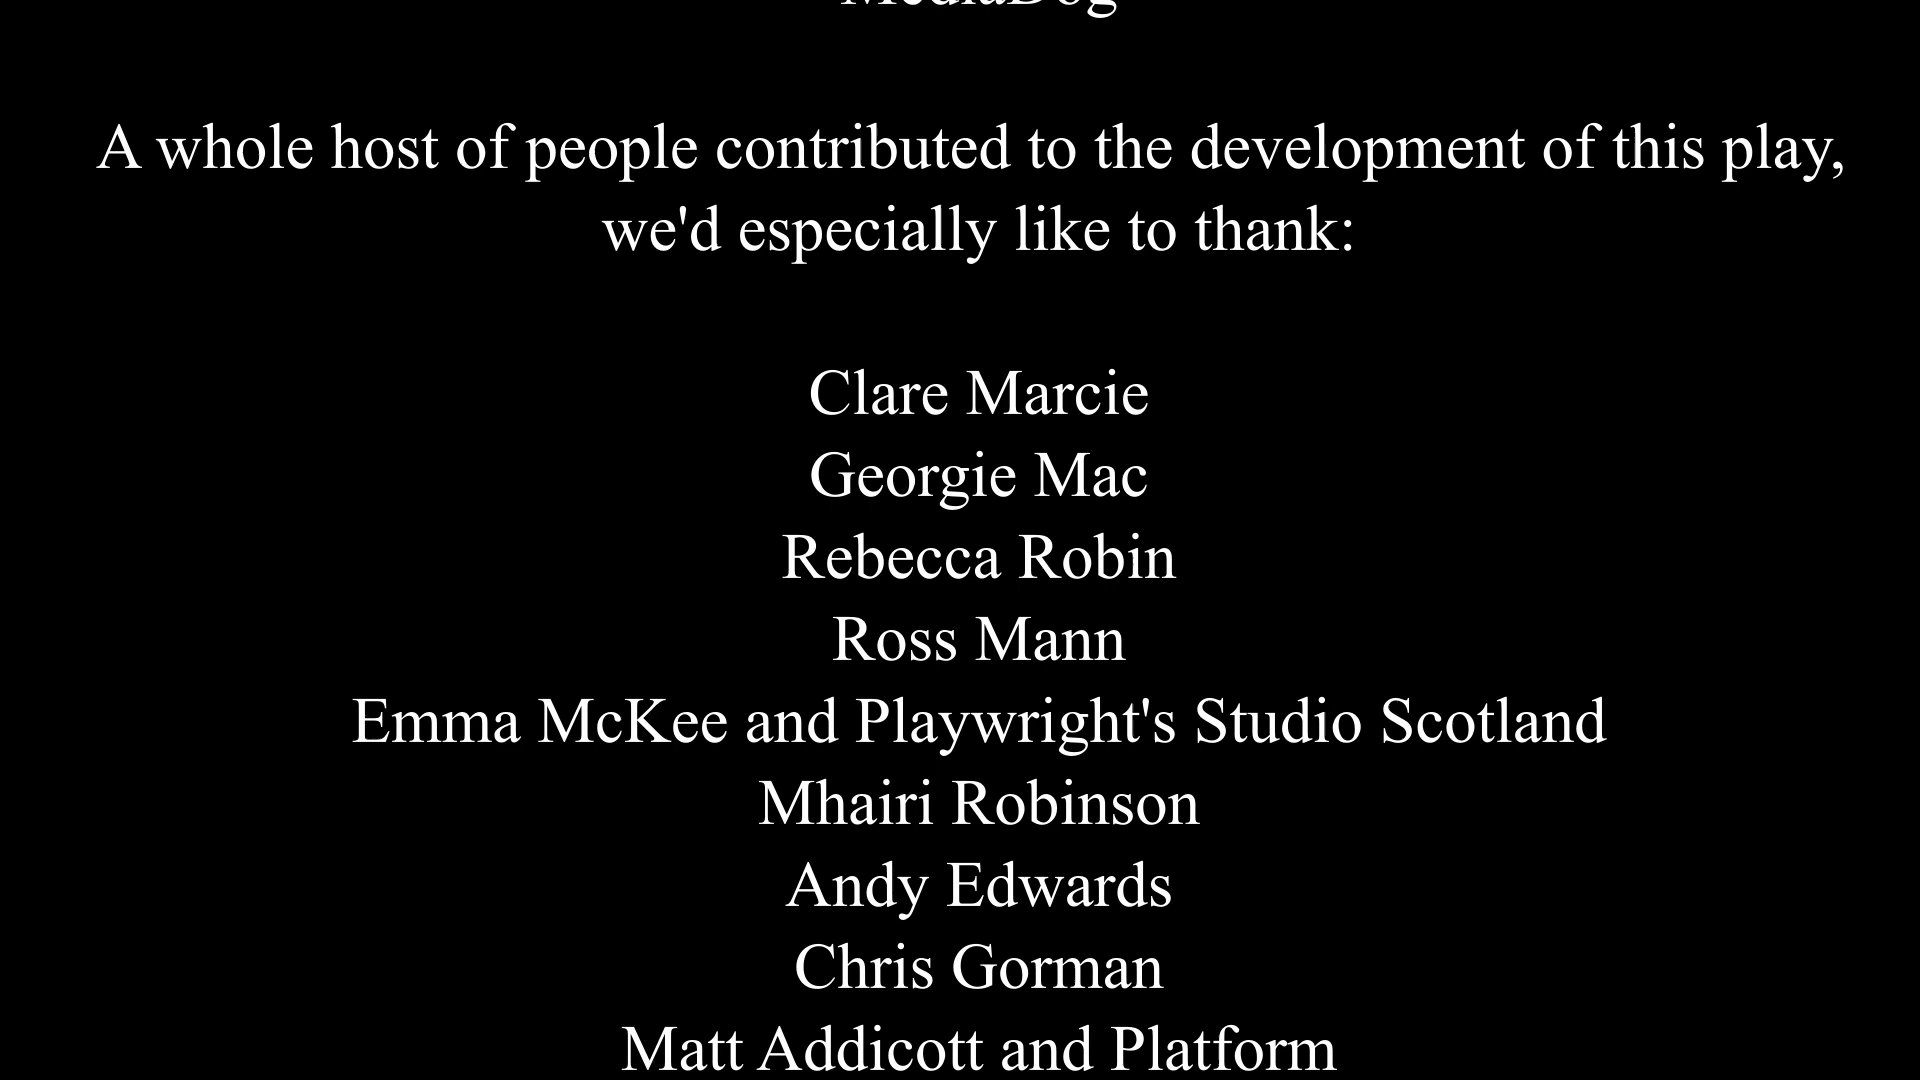 MediaDog
A whole host of people contributed to the development of this play,
we'd especially like to thank:
Clare Marcie
Georgie Mac
Rebecca Robin
Ross Mann
Emma McKee and Playwright's Studio Scotland
Mhairi Robinson
Andy Edwards
Chris Gorman
Matt Addicott and Platform